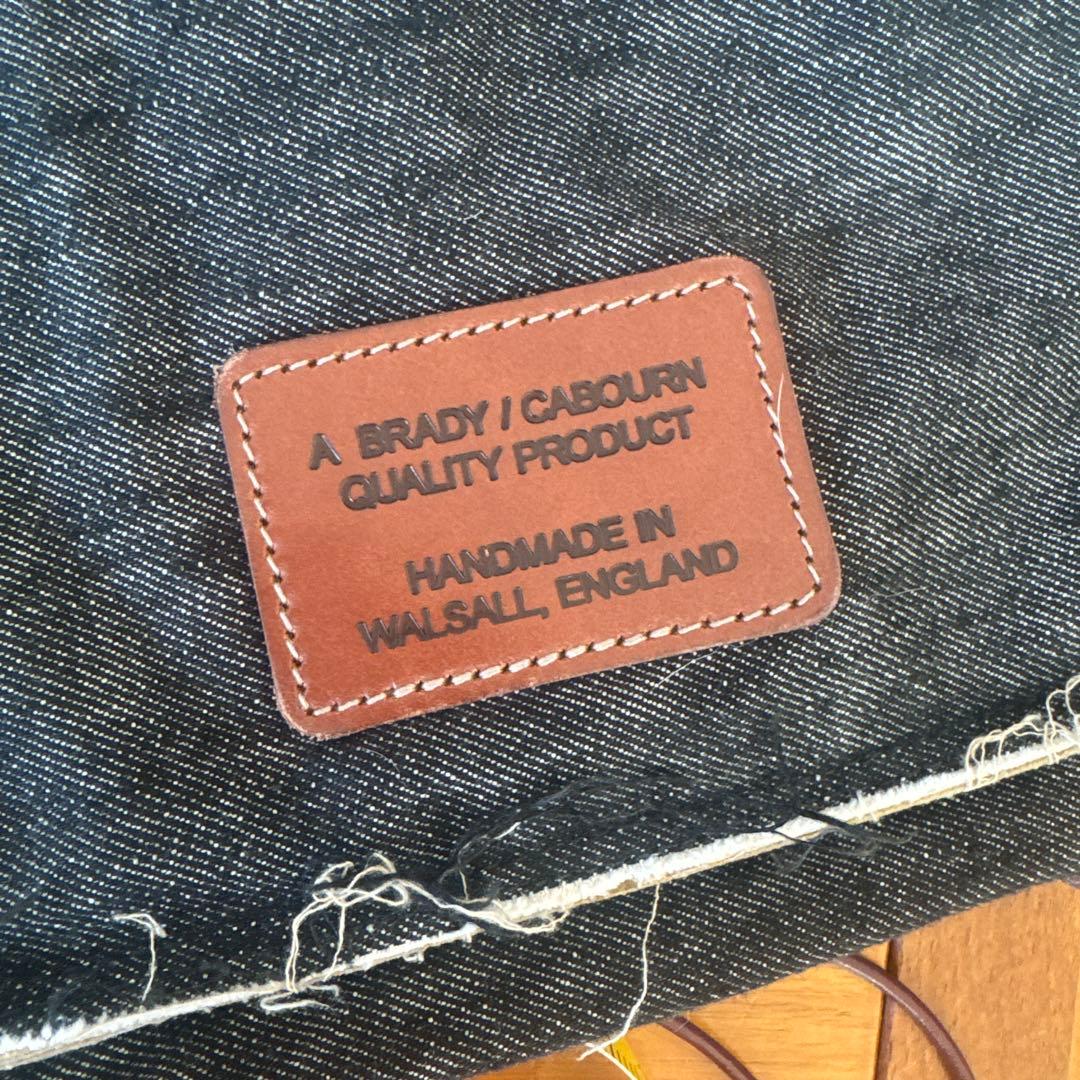 A BRADY / CABOURN
QUALITY PRODUCT
HANDMADE IN
WALSALL, ENGLAND